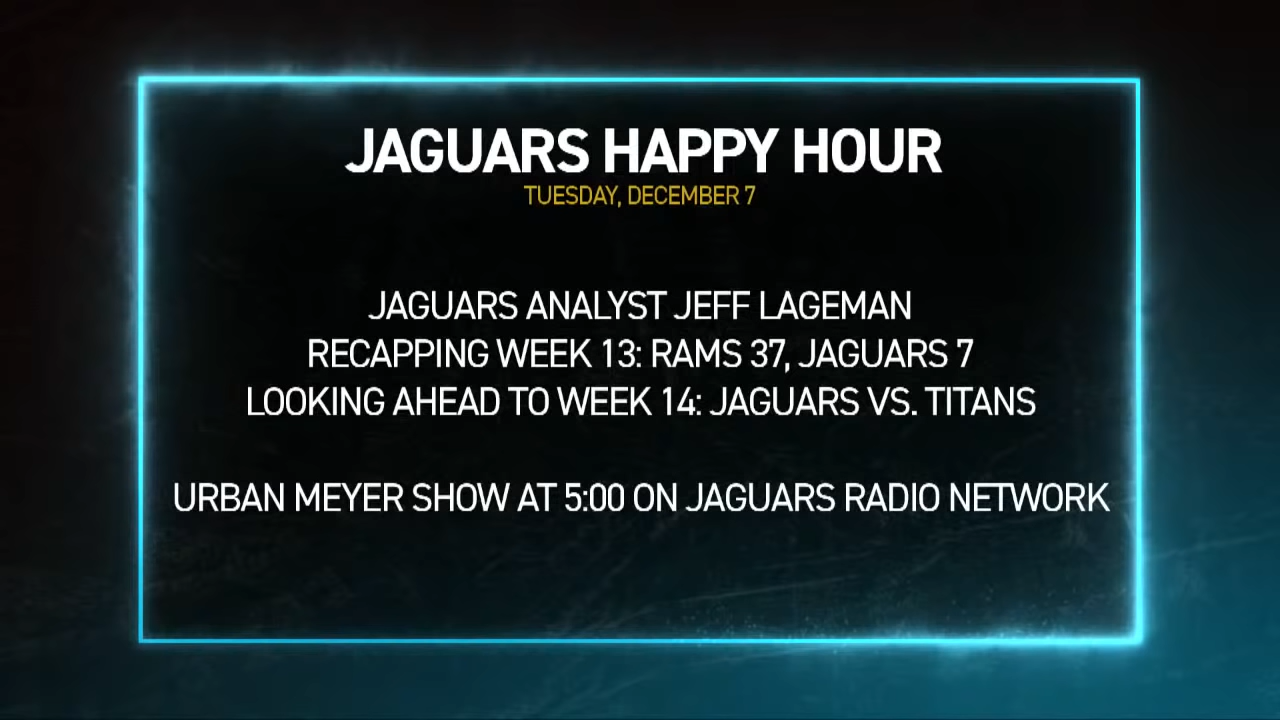 JAGUARS HAPPY HOUR
TUESDAY, DECEMBER 7
JAGUARS ANALYST JEFF LAGEMAN
RECAPPING WEEK 13: RAMS 37, JAGUARS 7
LOOKING AHEAD TO WEEK 14: JAGUARS VS. TITANS
URBAN MEYER SHOW AT 5:00 ON JAGUARS RADIO NETWORK